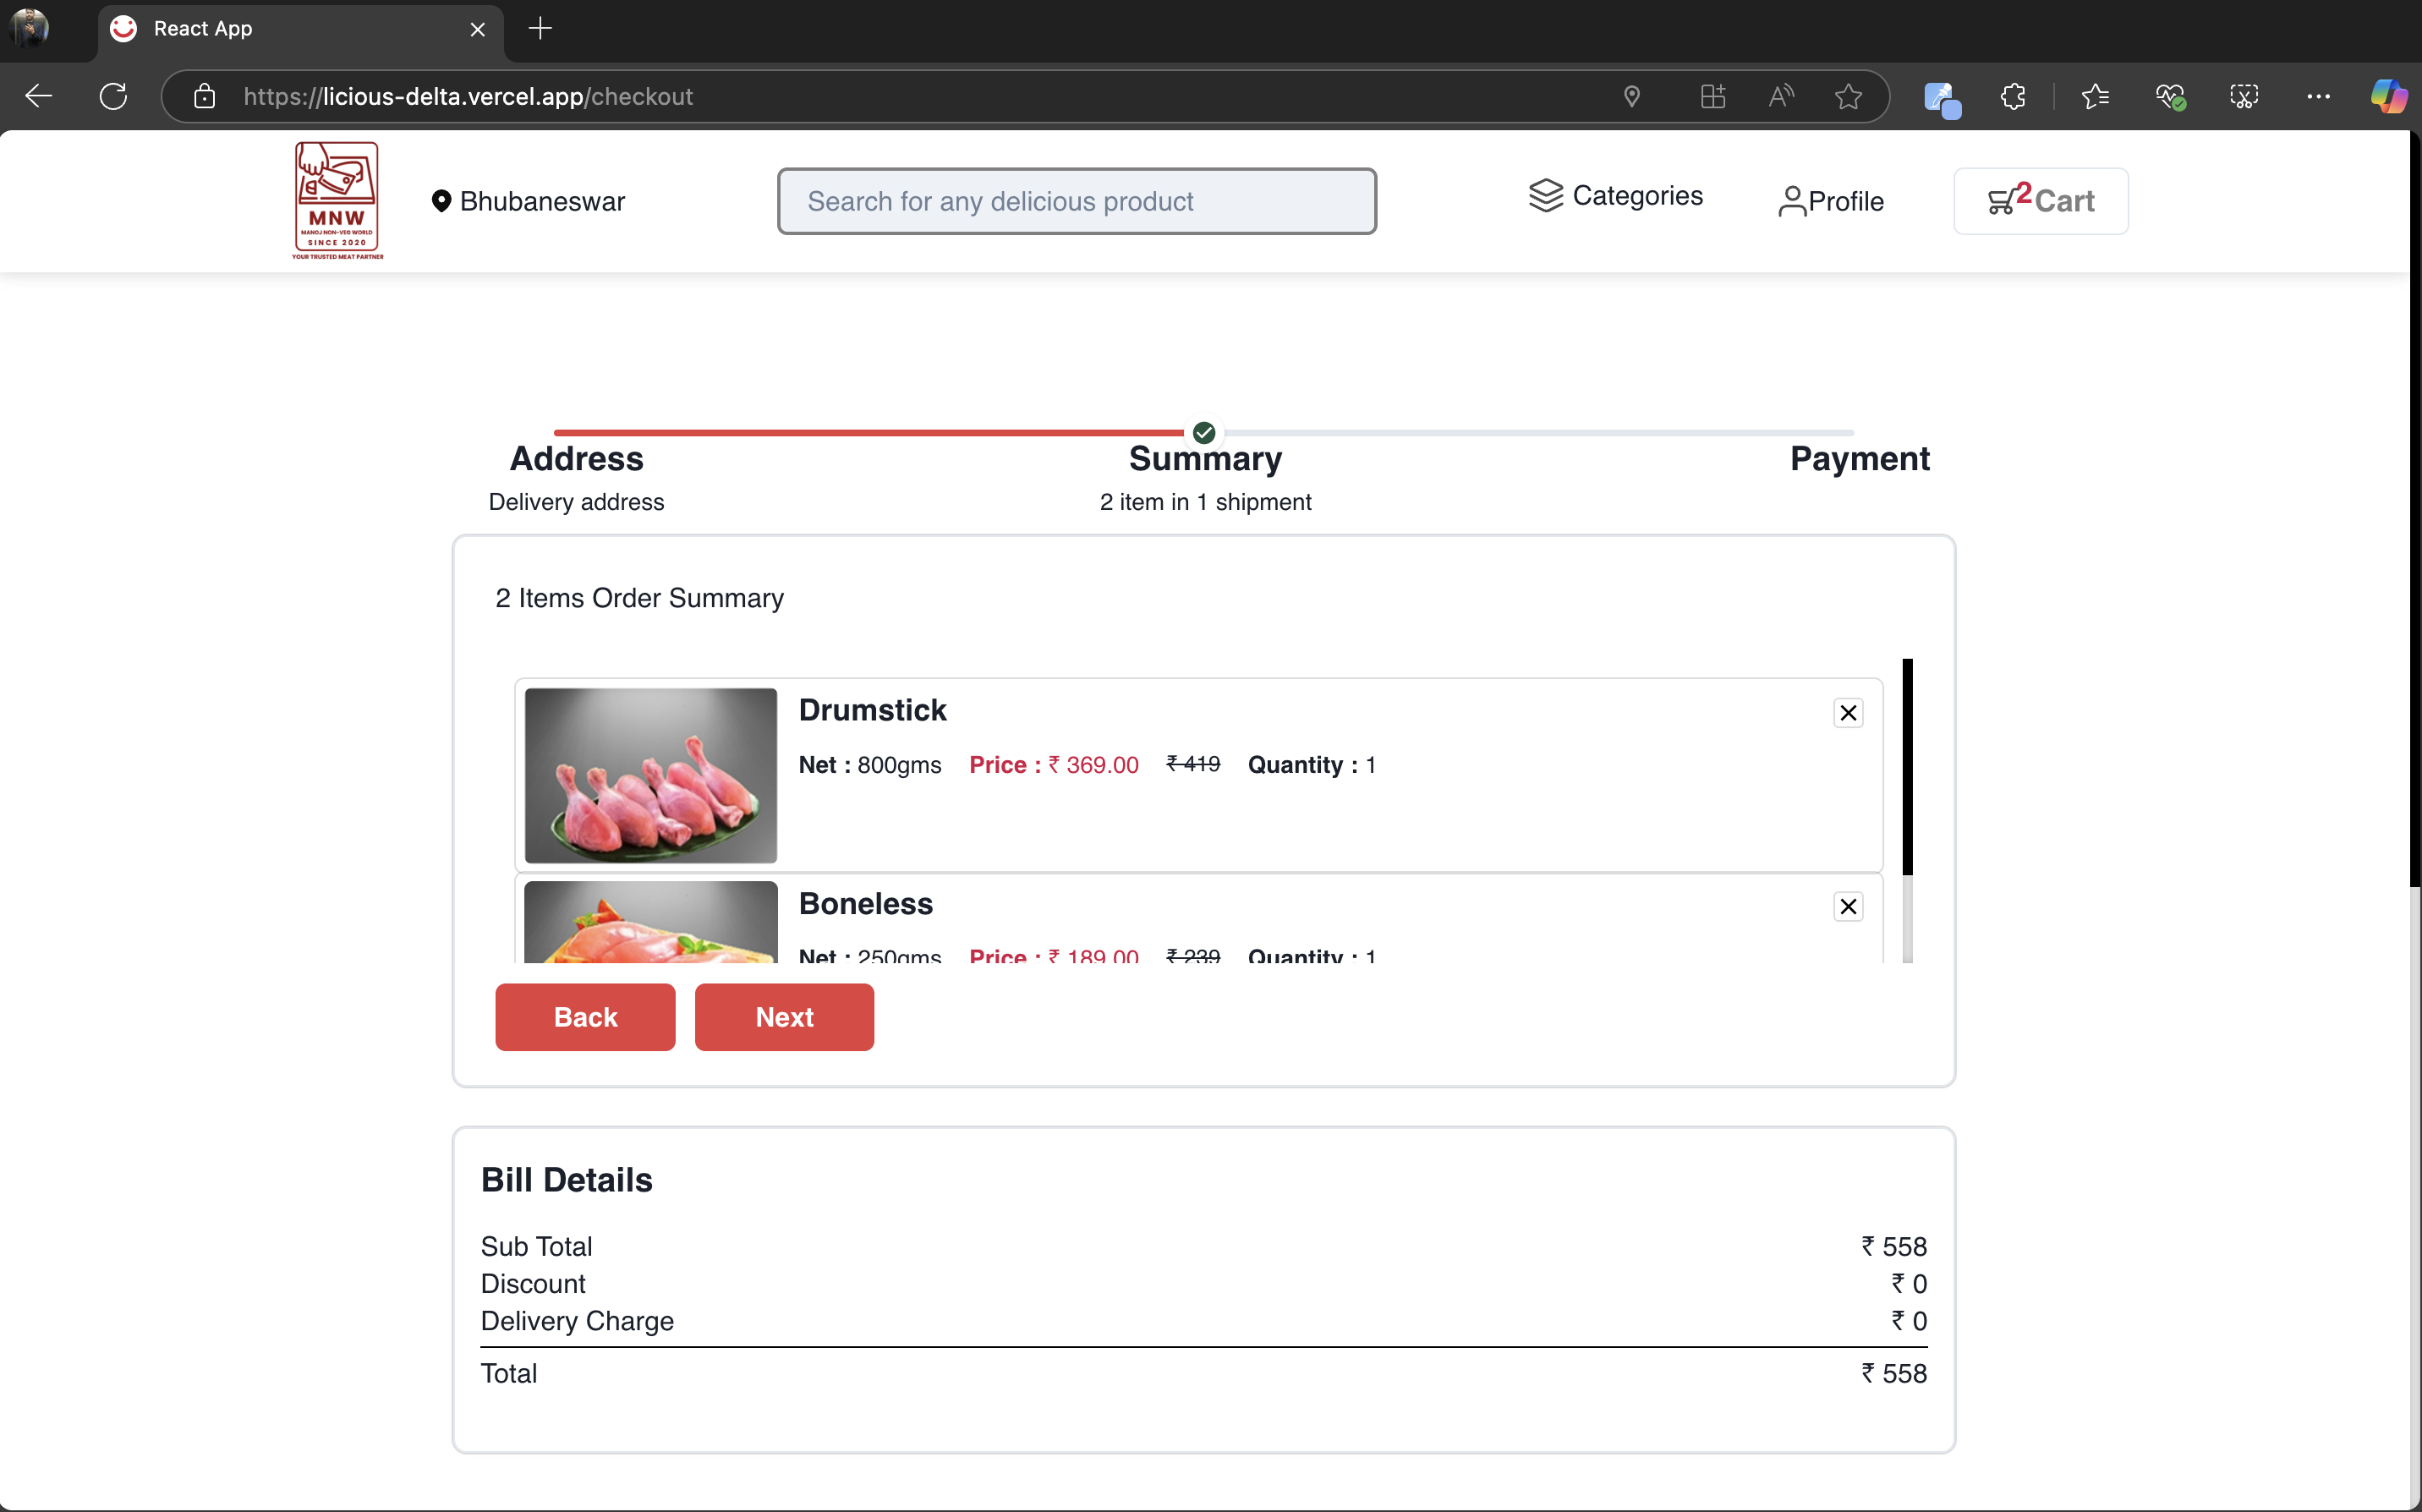 React App
https://licious-delta.vercel.app/checkout
MNW
MANOJ NON-VEG WORLD
SINCE 2020
YOUR TRUSTED MEAT PARTNER
Bhubaneswar
Search for any delicious product
Categories
Profile
2 Cart
Address
Delivery address
Summary
2 item in 1 shipment
Payment
2 Items Order Summary
Drumstick
Net : 800gms Price : ₹ 369.00 ₹ 419 Quantity : 1
Boneless
Net : 250gms Price : ₹ 189.00 ₹ 239 Quantity : 1
Back
Next
Bill Details
Sub Total ₹ 558
Discount ₹ 0
Delivery Charge ₹ 0
Total ₹ 558